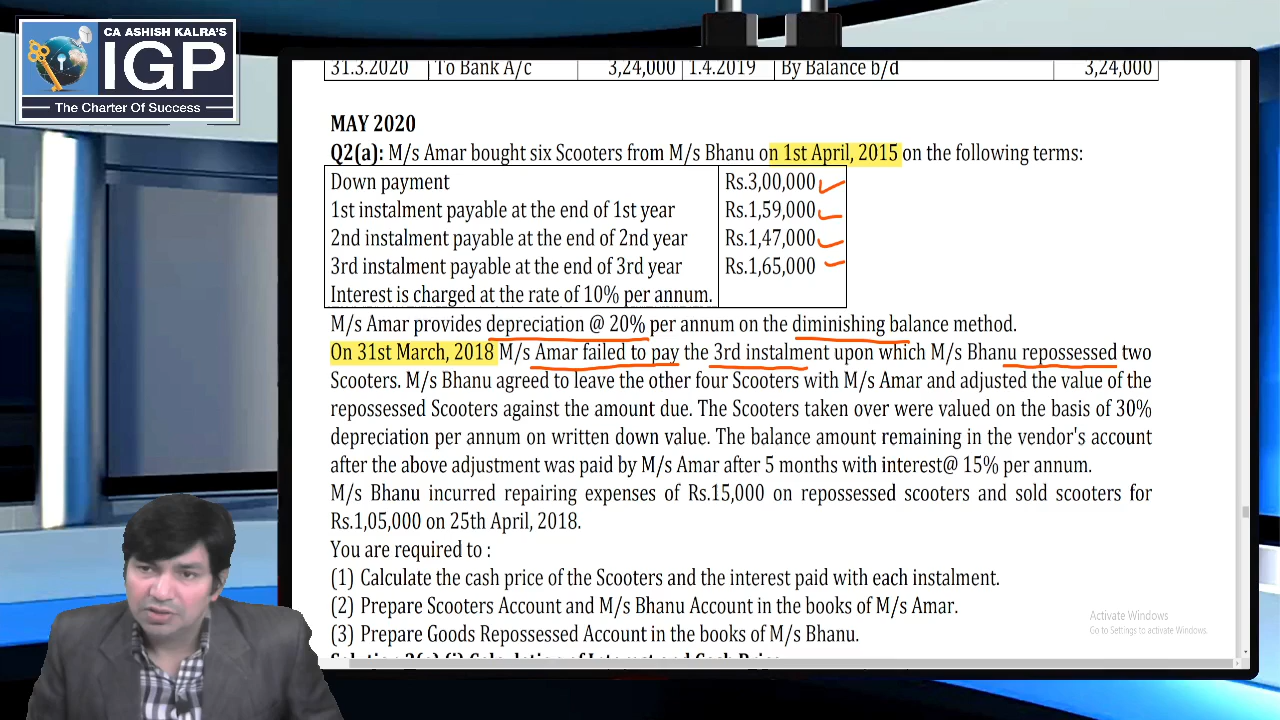 CA ASHISH KALRA'S
IGP
The Charter Of Success
31.3.2020 To Bank A/c 3,24,000 1.4.2019 By Balance b/d 3,24,000
MAY 2020
Q2(a): M/s Amar bought six Scooters from M/s Bhanu on 1st April, 2015 on the following terms:
Down payment Rs.3,00,000
1st instalment payable at the end of 1st year Rs.1,59,000
2nd instalment payable at the end of 2nd year Rs.1,47,000
3rd instalment payable at the end of 3rd year Rs.1,65,000
Interest is charged at the rate of 10% per annum.
M/s Amar provides depreciation @ 20% per annum on the diminishing balance method.
On 31st March, 2018 M/s Amar failed to pay the 3rd instalment upon which M/s Bhanu repossessed two
Scooters. M/s Bhanu agreed to leave the other four Scooters with M/s Amar and adjusted the value of the
repossessed Scooters against the amount due. The Scooters taken over were valued on the basis of 30%
depreciation per annum on written down value. The balance amount remaining in the vendor's account
after the above adjustment was paid by M/s Amar after 5 months with interest@ 15% per annum.
M/s Bhanu incurred repairing expenses of Rs.15,000 on repossessed scooters and sold scooters for
Rs.1,05,000 on 25th April, 2018.
You are required to :
(1) Calculate the cash price of the Scooters and the interest paid with each instalment.
(2) Prepare Scooters Account and M/s Bhanu Account in the books of M/s Amar.
(3) Prepare Goods Repossessed Account in the books of M/s Bhanu.
Solution 2(a) (i) Calculation of Interest and Cash Price
Activate Windows
Go to Settings to activate Windows.